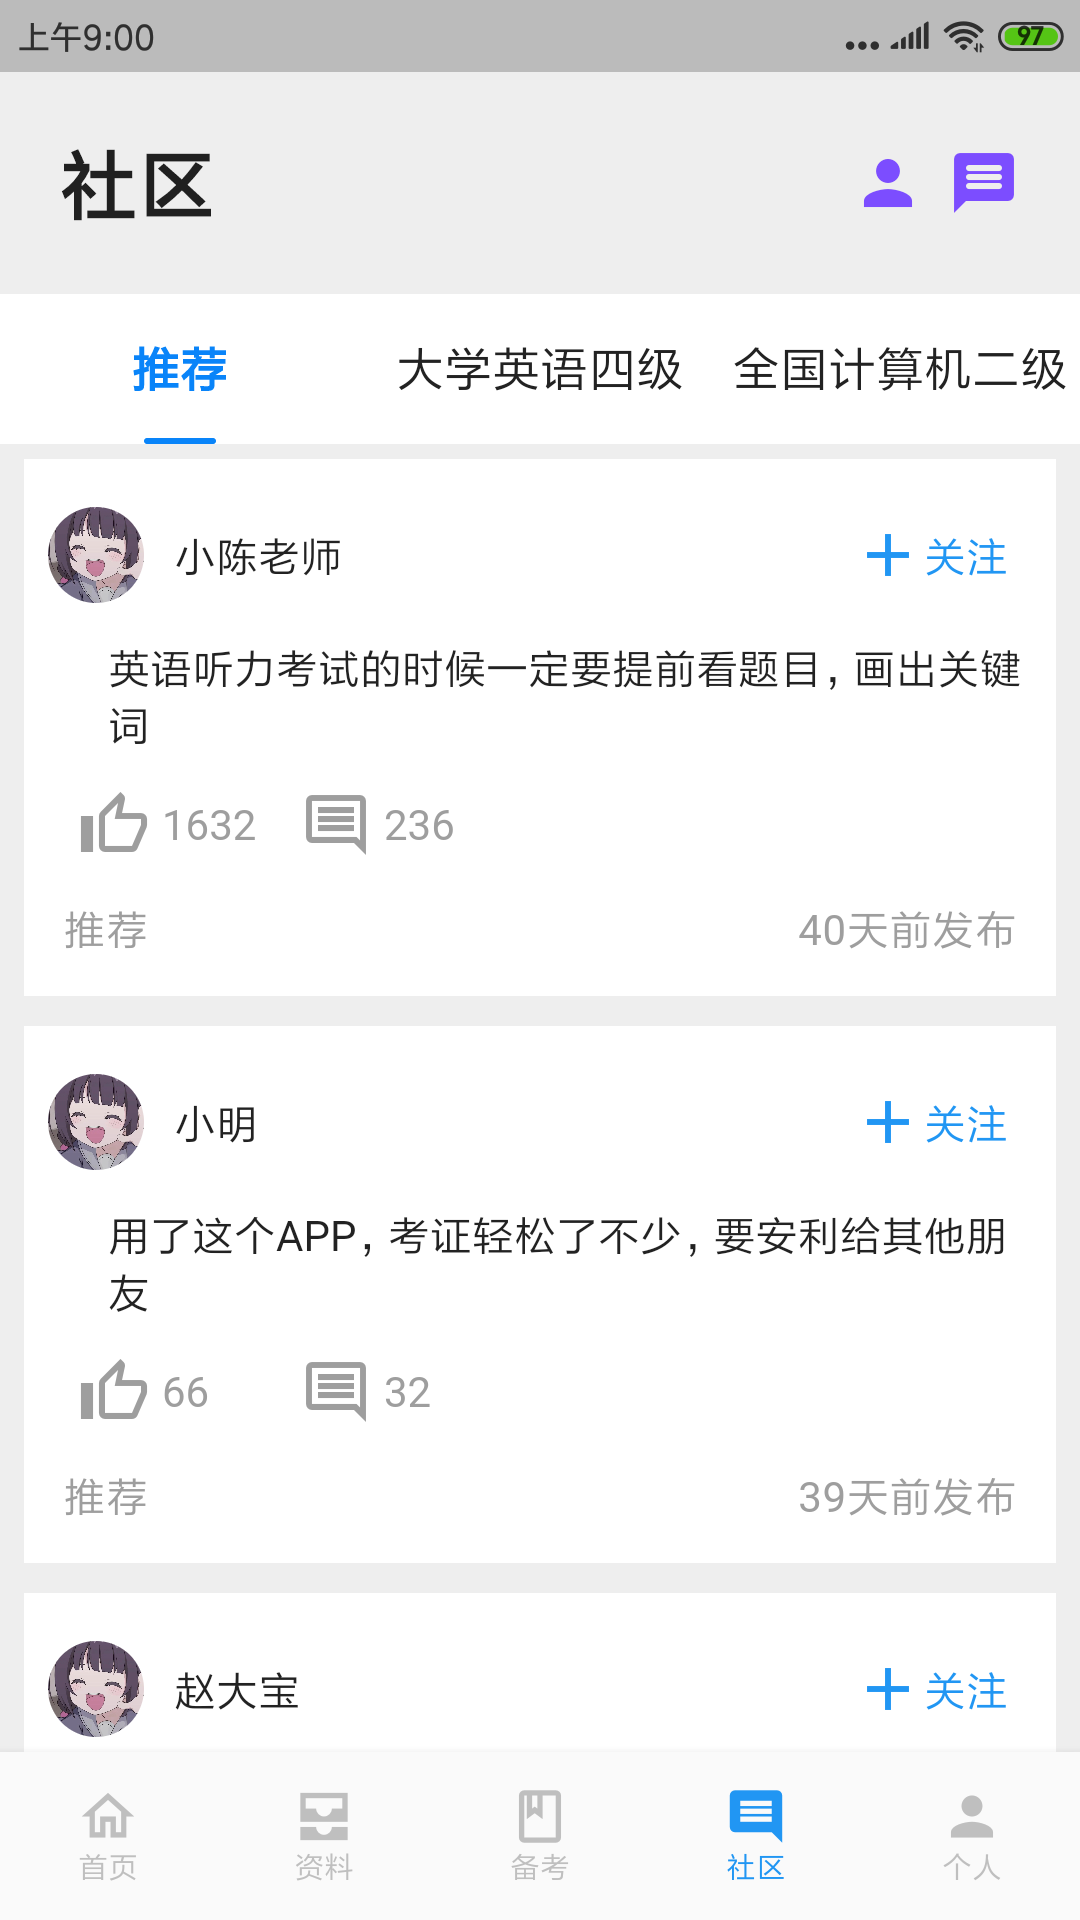 上午9:00
97
社区
推荐 大学英语四级 全国计算机二级
小陈老师
关注
英语听力考试的时候一定要提前看题目，画出关键
词
1632 236
推荐 40天前发布
小明
关注
用了这个APP，考证轻松了不少，要安利给其他朋
友
66 32
推荐 39天前发布
赵大宝
关注
首页 资料 备考 社区 个人